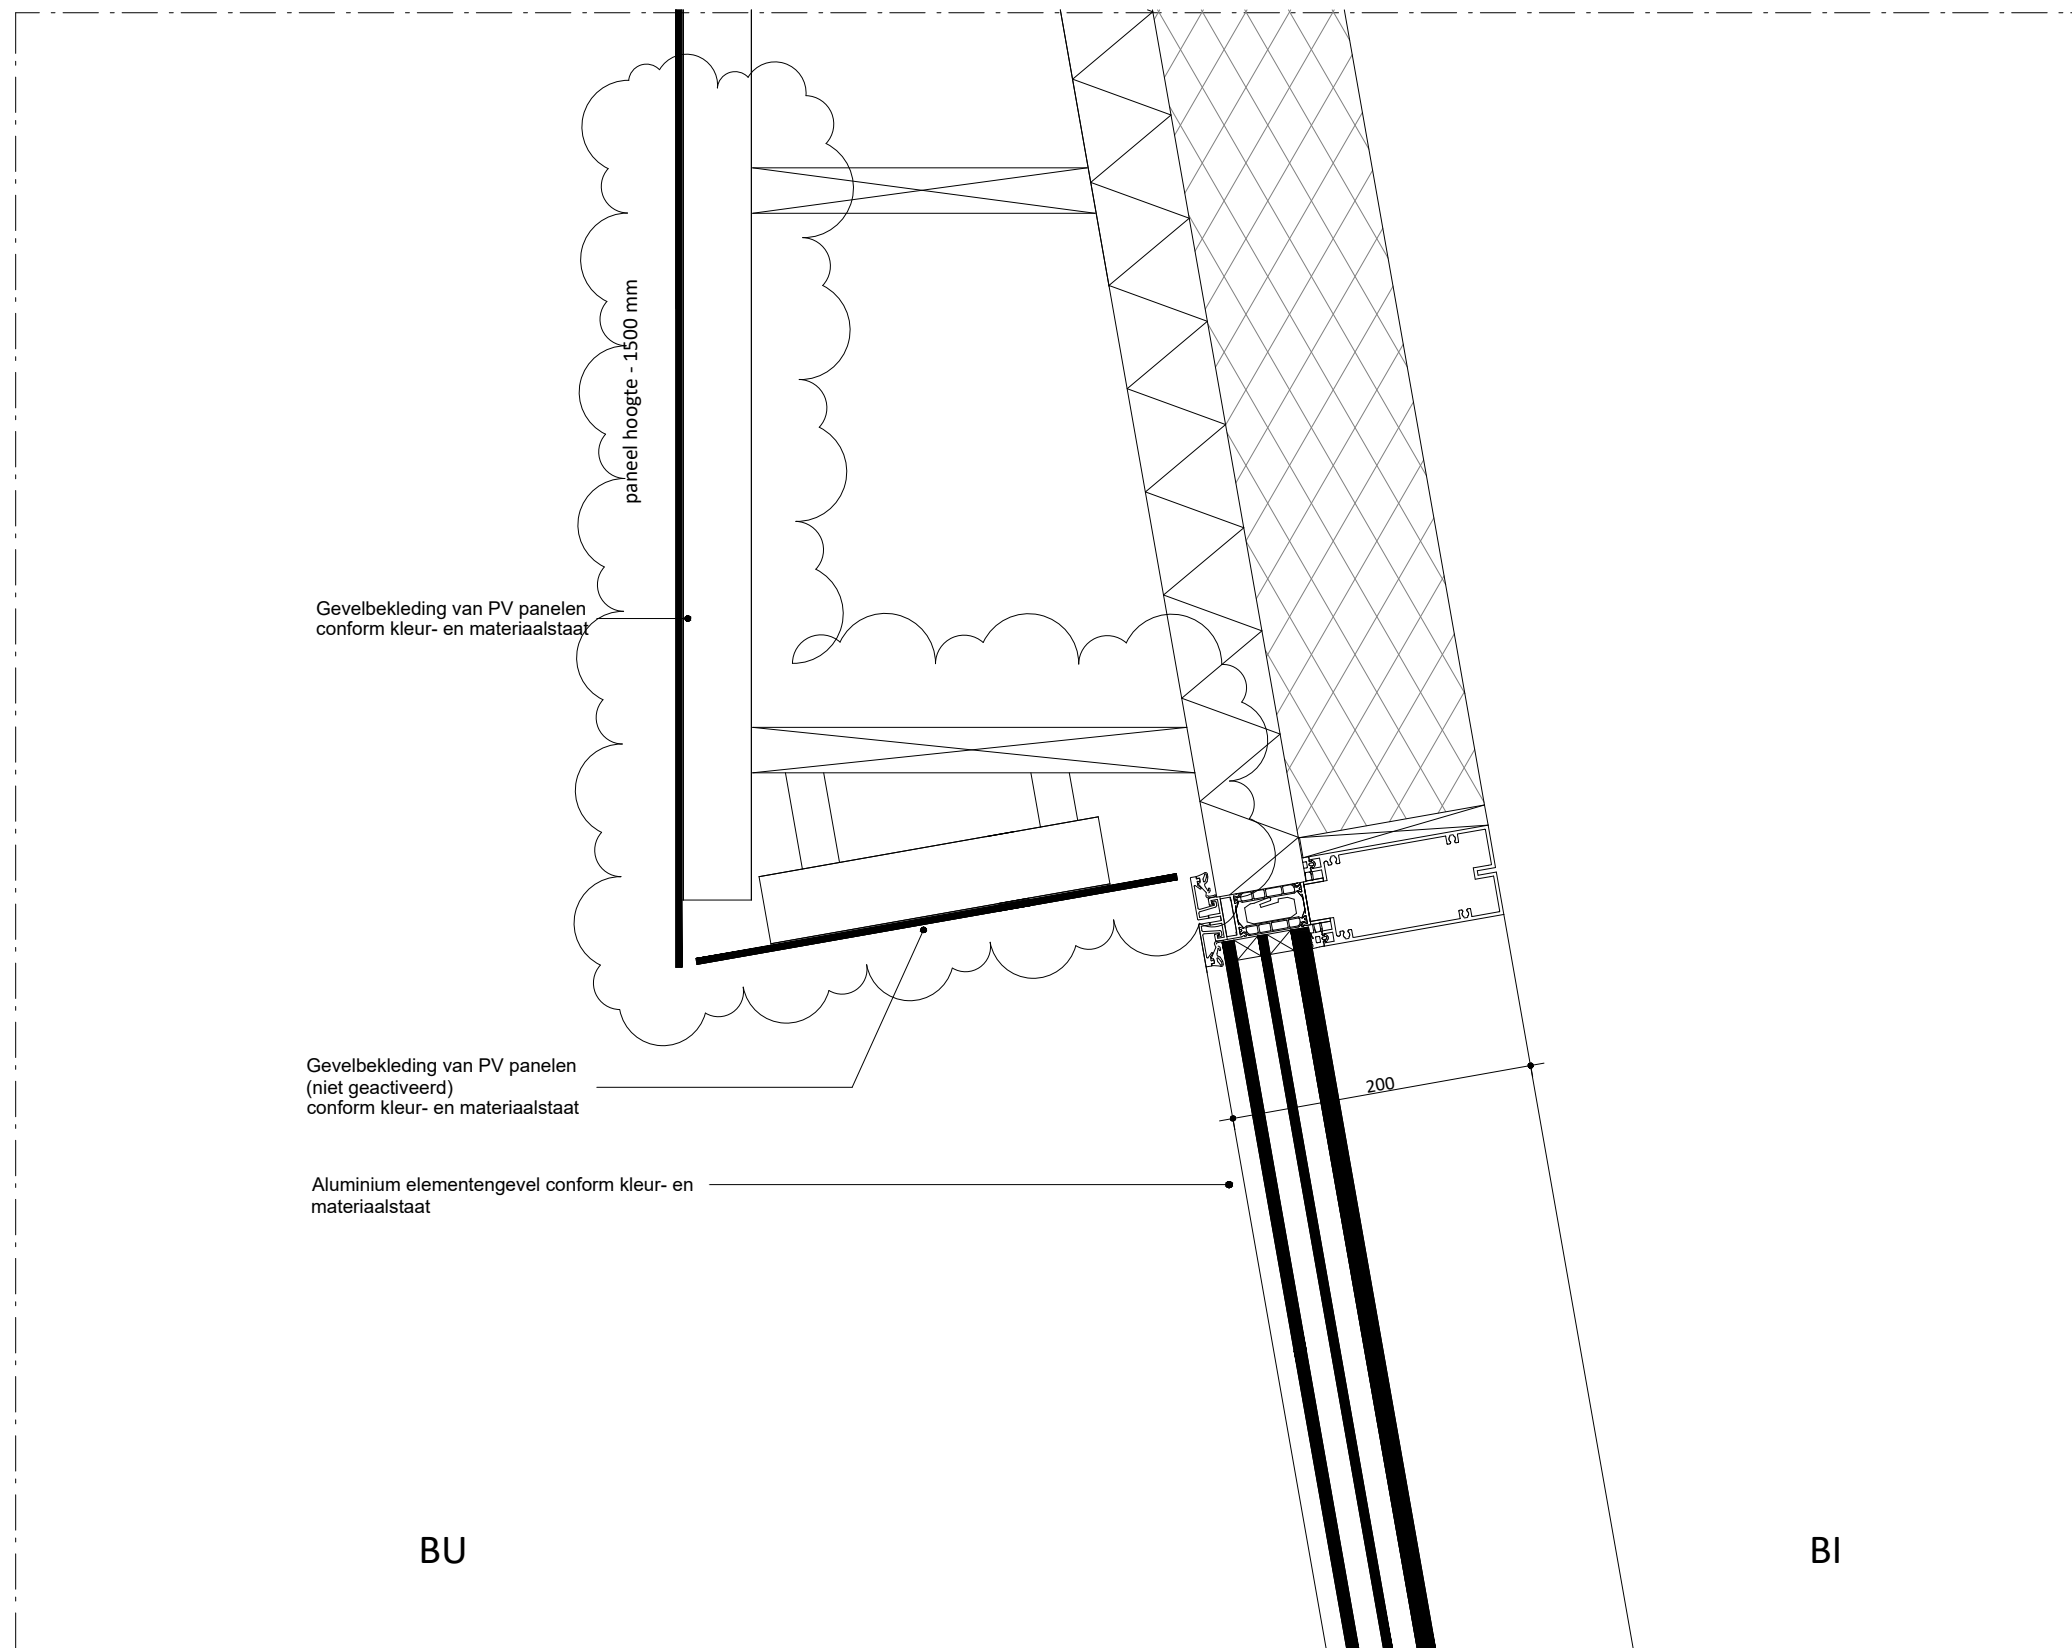 paneel hoogte - 1500 mm
Gevelbekleding van PV panelen
conform kleur- en materiaalstaat
Gevelbekleding van PV panelen
(niet geactiveerd)
conform kleur- en materiaalstaat
200
Aluminium elementengevel conform kleur- en
materiaalstaat
BU
BI